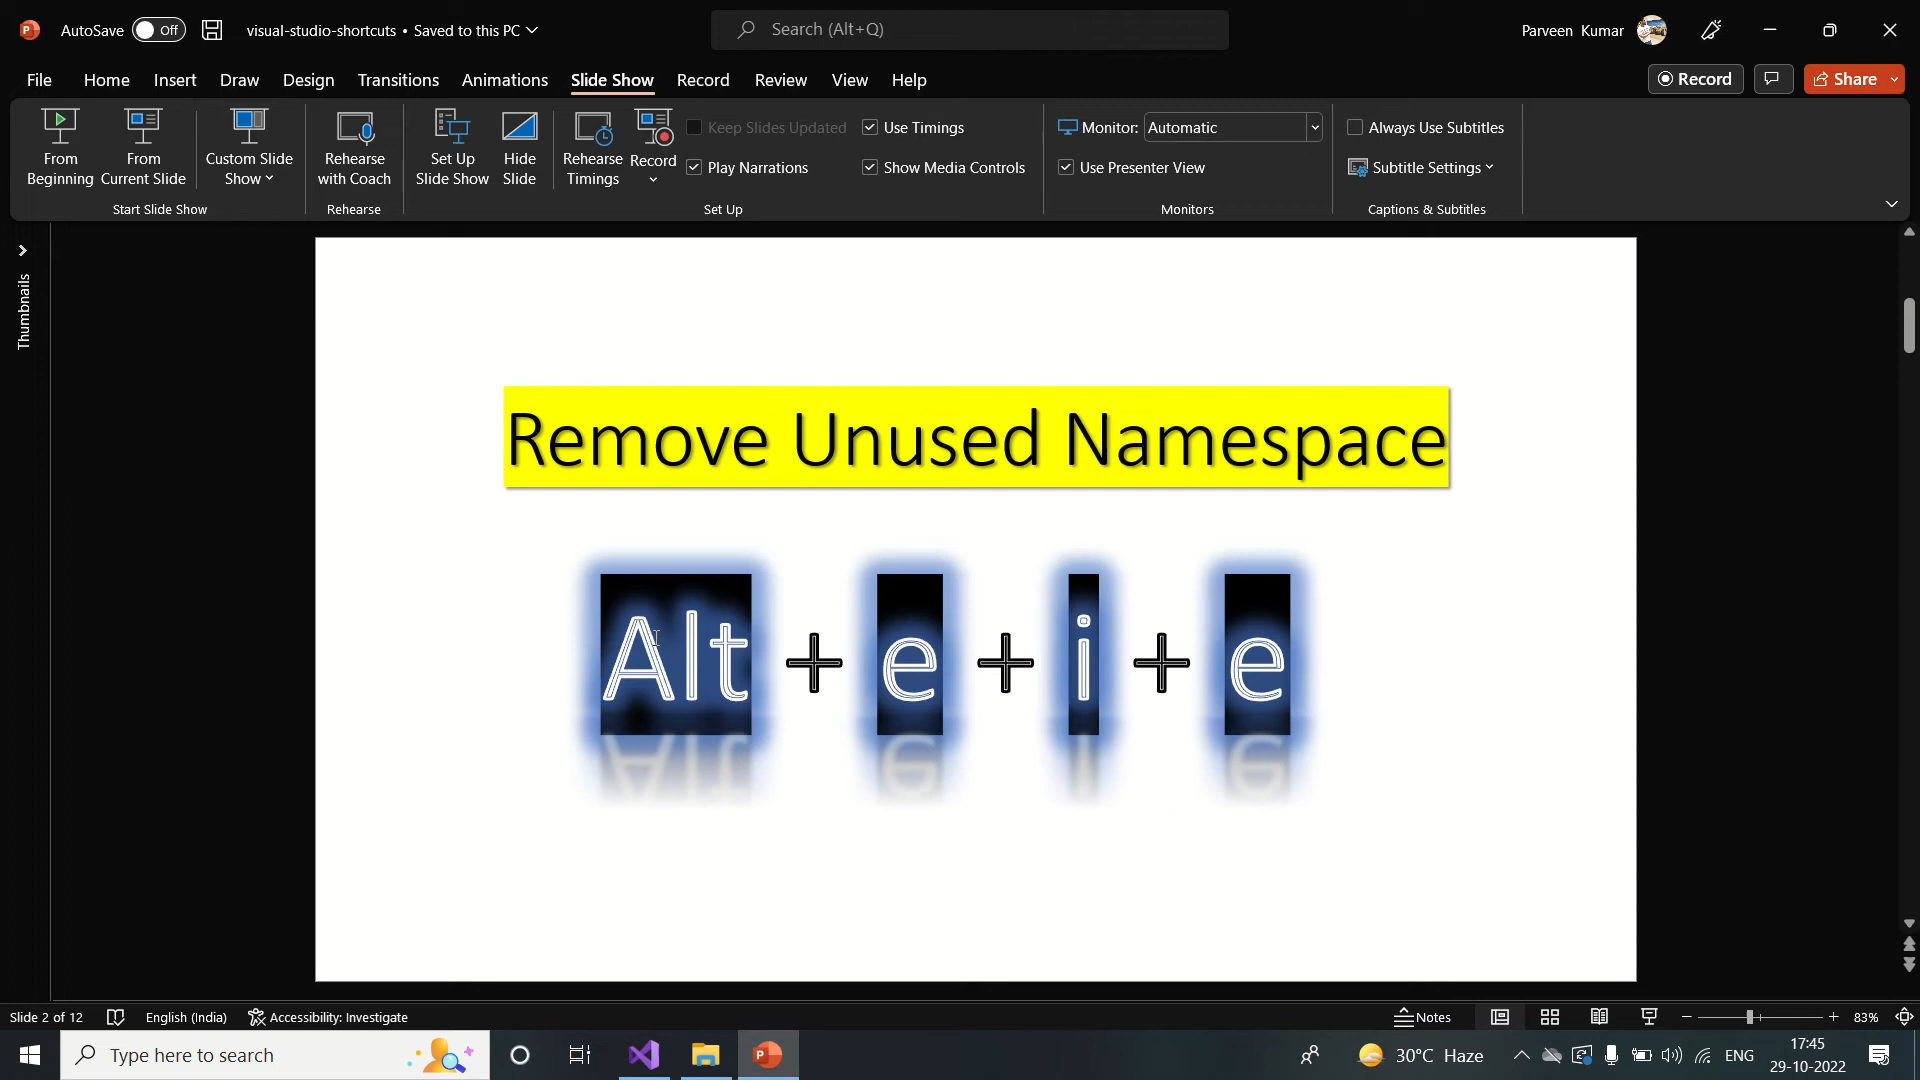 AutoSave Off visual-studio-shortcuts • Saved to this PC Search (Alt+Q) Parveen Kumar
File Home Insert Draw Design Transitions Animations Slide Show Record Review View Help Record Share
From Beginning
From Current Slide
Custom Slide Show
Start Slide Show
Rehearse with Coach
Rehearse
Set Up Slide Show
Hide Slide
Rehearse Timings
Record
Keep Slides Updated
Play Narrations
Use Timings
Show Media Controls
Set Up
Monitor: Automatic
Use Presenter View
Monitors
Always Use Subtitles
Subtitle Settings
Captions & Subtitles
Thumbnails
Remove Unused Namespace
Alt + e + i + e
Slide 2 of 12 English (India) Accessibility: Investigate Notes 83%
Type here to search 30°C Haze ENG 17:45
29-10-2022